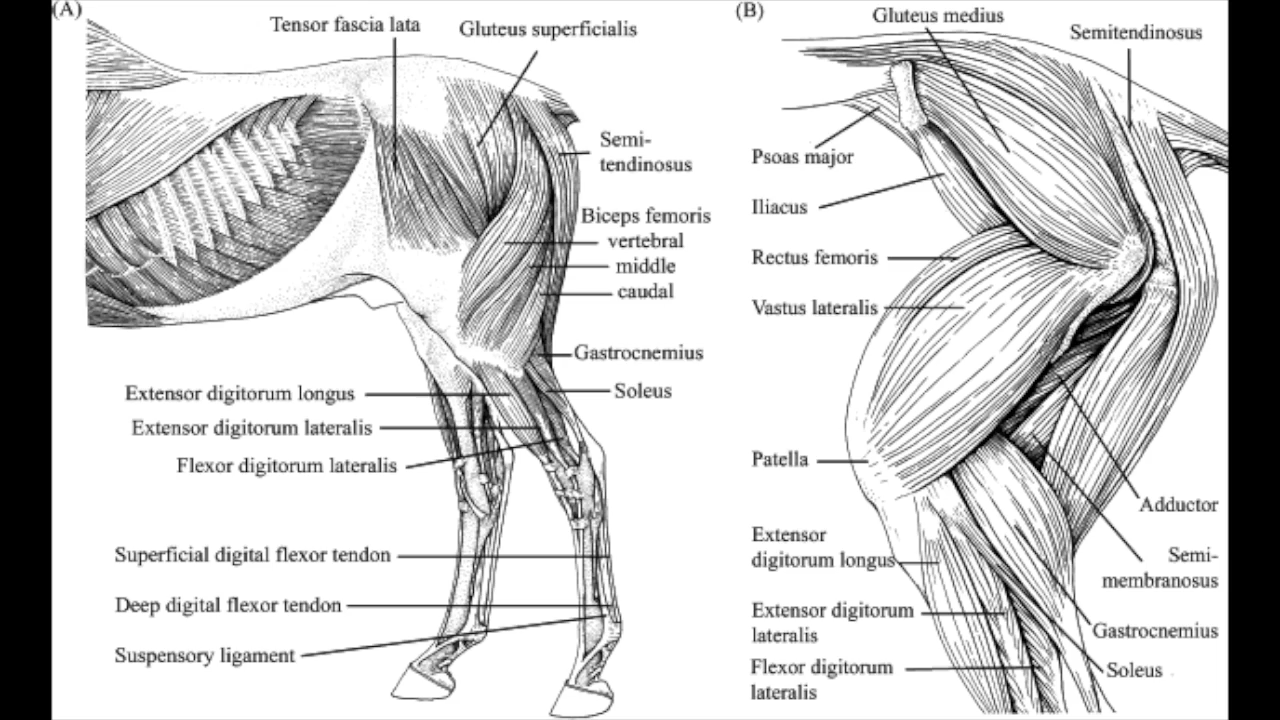 (A)
Tensor fascia lata
Gluteus superficialis
Semi-
tendinosus
Biceps femoris
vertebral
middle
caudal
Gastrocnemius
Soleus
Extensor digitorum longus
Extensor digitorum lateralis
Flexor digitorum lateralis
Superficial digital flexor tendon
Deep digital flexor tendon
Suspensory ligament
(B)
Gluteus medius
Semitendinosus
Psoas major
Iliacus
Rectus femoris
Vastus lateralis
Patella
Extensor
digitorum longus
Extensor digitorum
lateralis
Flexor digitorum
lateralis
Adductor
Semi-
membranosus
Gastrocnemius
Soleus